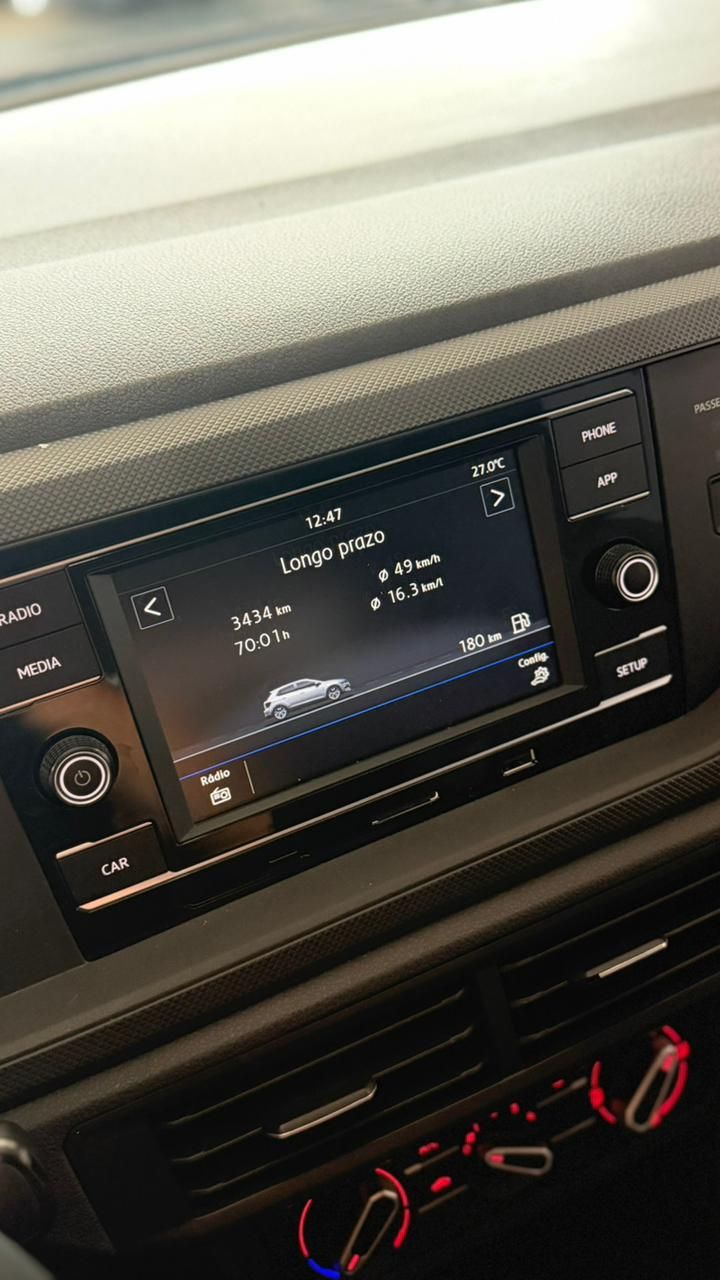 PHONE
APP
PASSE
27.0°C
12:47
Longo prazo
ø 49 km/h
3434 km
ø 16.3 km/l
70:01 h
180 km
Config.
RADIO
MEDIA
SETUP
Rádio
CAR